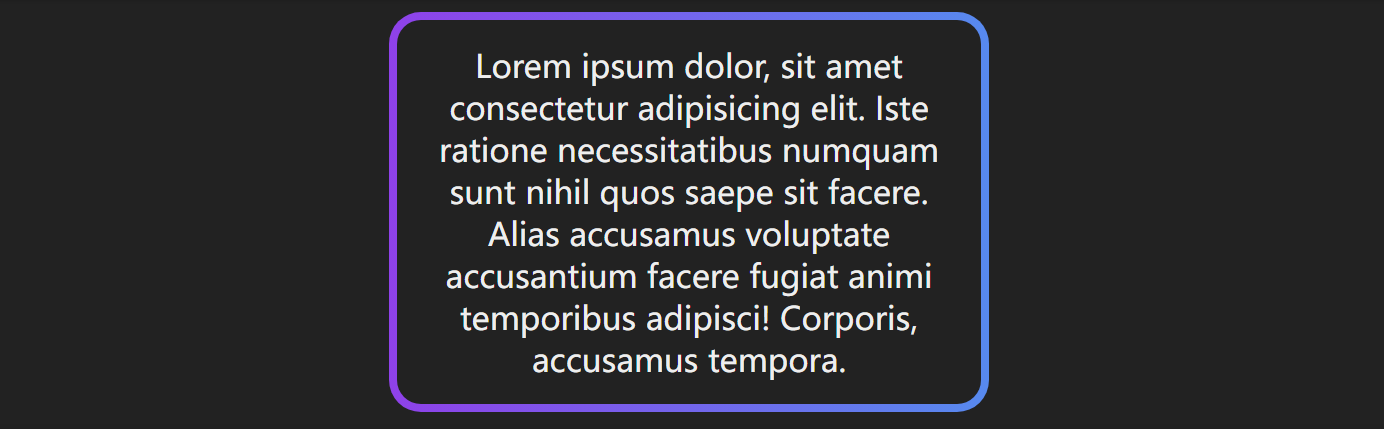 Lorem ipsum dolor, sit amet
consectetur adipisicing elit. Iste
ratione necessitatibus numquam
sunt nihil quos saepe sit facere.
Alias accusamus voluptate
accusantium facere fugiat animi
temporibus adipisci! Corporis,
accusamus tempora.